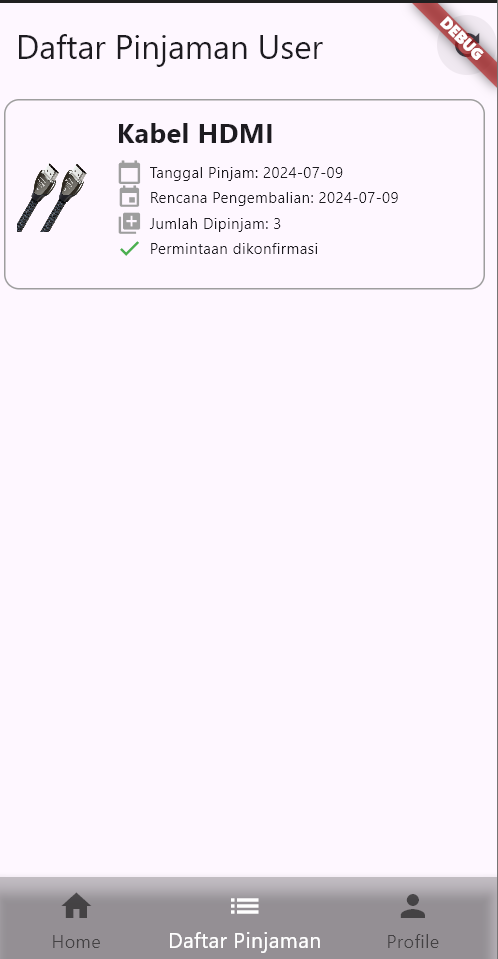 Daftar Pinjaman User
DEBUG
Kabel HDMI
Tanggal Pinjam: 2024-07-09
Rencana Pengembalian: 2024-07-09
Jumlah Dipinjam: 3
Permintaan dikonfirmasi
Home
Daftar Pinjaman
Profile